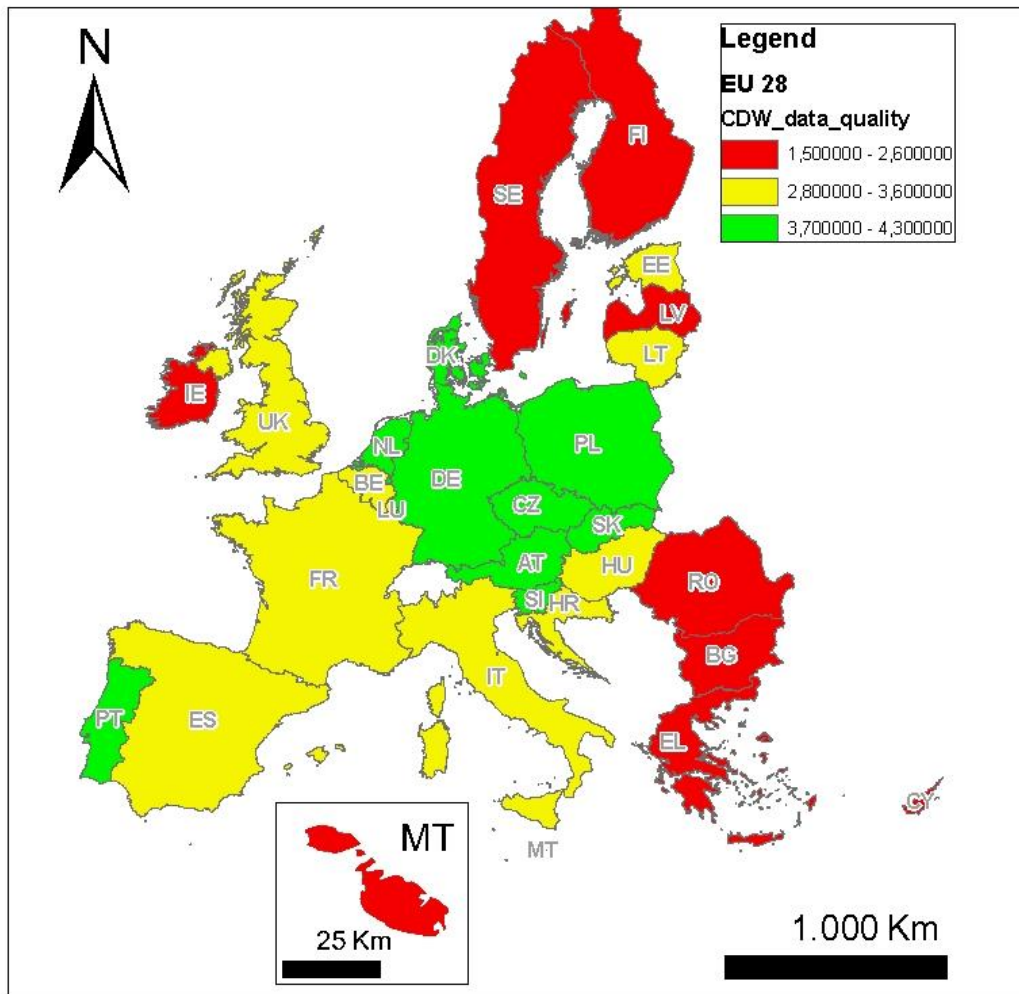 N
Legend
EU 28
CDW_data_quality
1,500000 - 2,600000
2,800000 - 3,600000
3,700000 - 4,300000
FI
SE
EE
LV
LT
DK
IE
UK
NL
PL
BE
DE
LU
CZ
SK
AT
HU
FR
SI
HR
RO
BG
IT
PT
ES
EL
CY
MT
MT
25 Km
1.000 Km